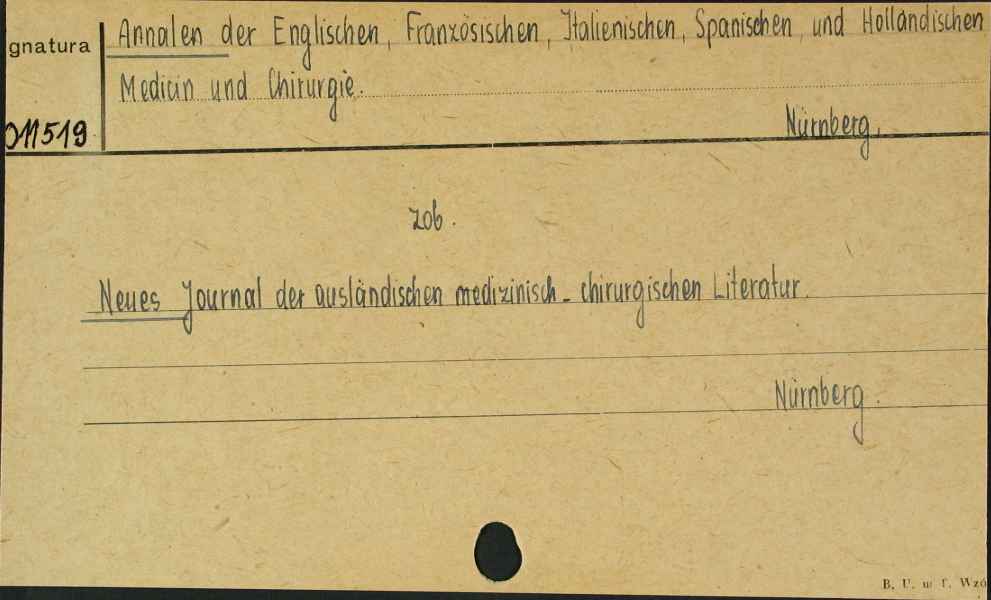 Annalen der Englischen, Französischen, Italienischen, Spanischen, und Holländischen
gnatura
Medicin und Chirurgie.
011519
Nürnberg,
zob.
Neues Journal der ausländischen medizinisch-chirurgischen Literatur.
Nürnberg.
B. U. w T. Wzó